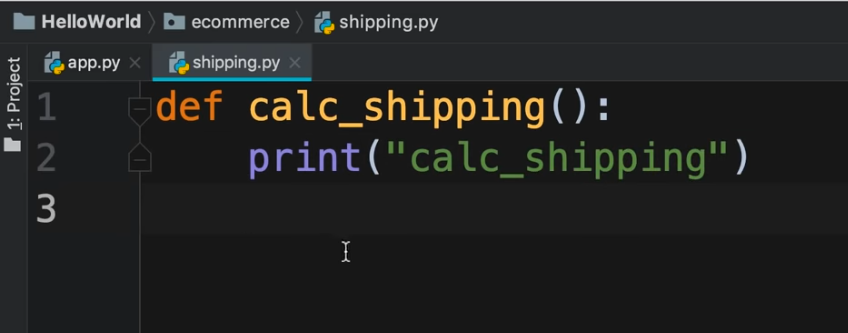 HelloWorld ecommerce shipping.py
app.py shipping.py
1: Project
1 def calc_shipping():
2     print("calc_shipping")
3